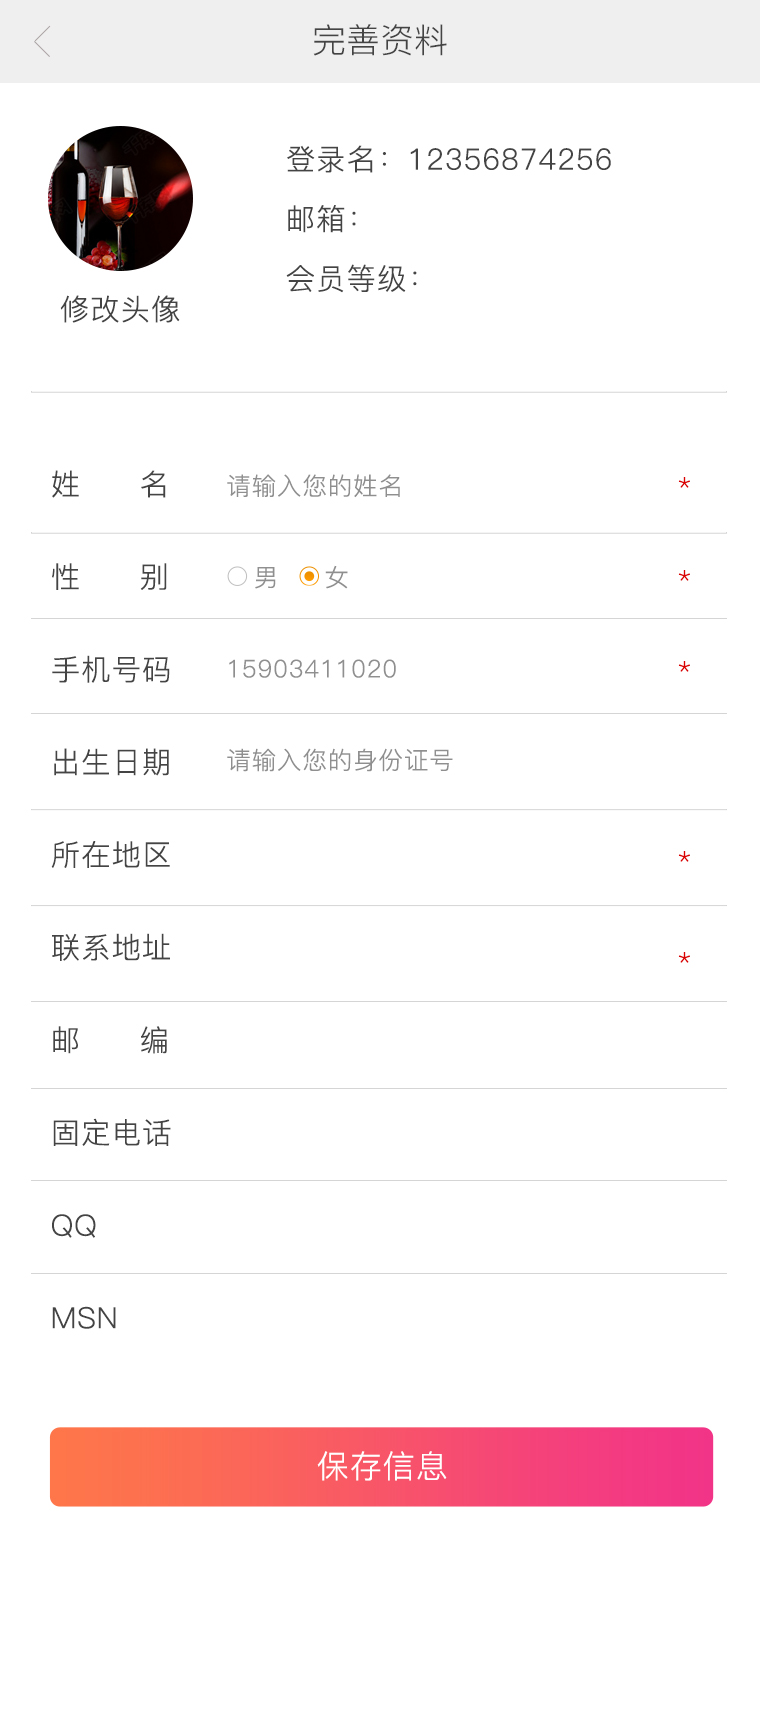 完善资料
登录名：12356874256
邮箱：
会员等级：
修改头像
姓 名 请输入您的姓名 *
性 别 男 女 *
手机号码 15903411020 *
出生日期 请输入您的身份证号
所在地区 *
联系地址 *
邮 编
固定电话
QQ
MSN
保存信息